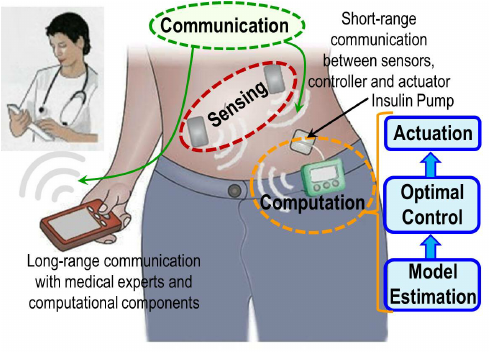 Communication
Short-range
communication
between sensors,
controller and actuator
Insulin Pump
Sensing
Computation
Actuation
Optimal
Control
Model
Estimation
Long-range communication
with medical experts and
computational components